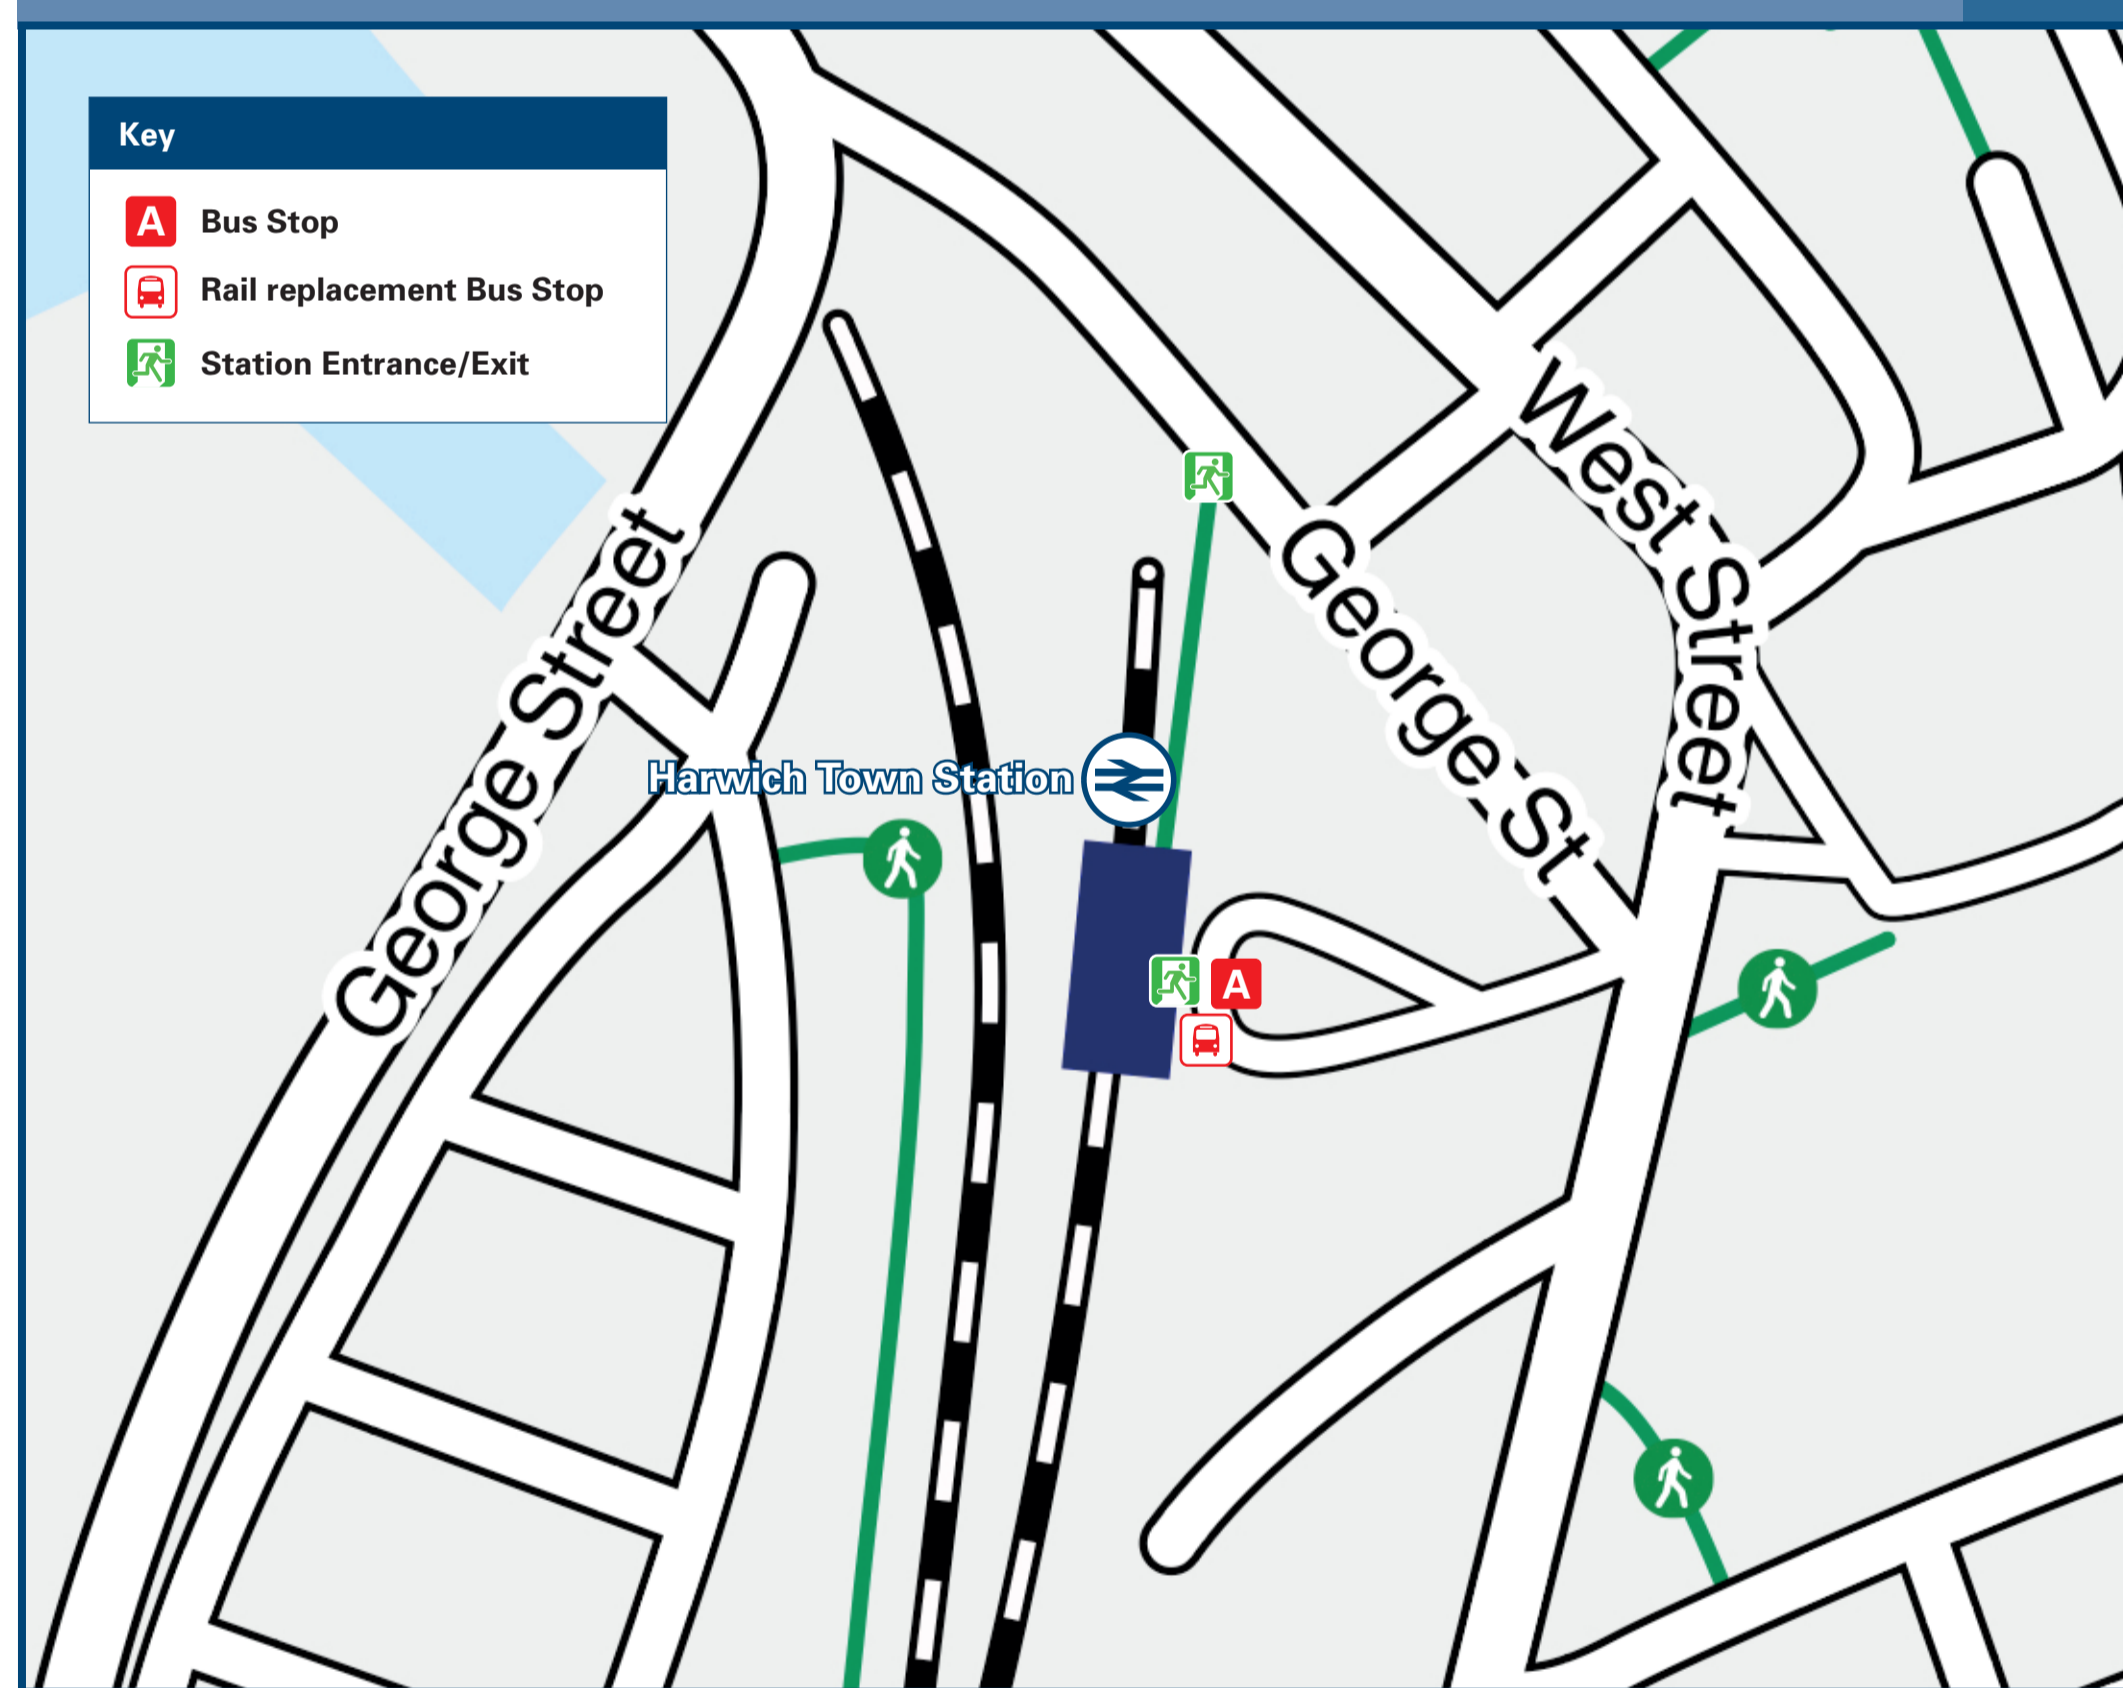 Key
A
Bus Stop
Rail replacement Bus Stop
Station Entrance/Exit
West Street
George Street
George St
Harwich Town Station
A